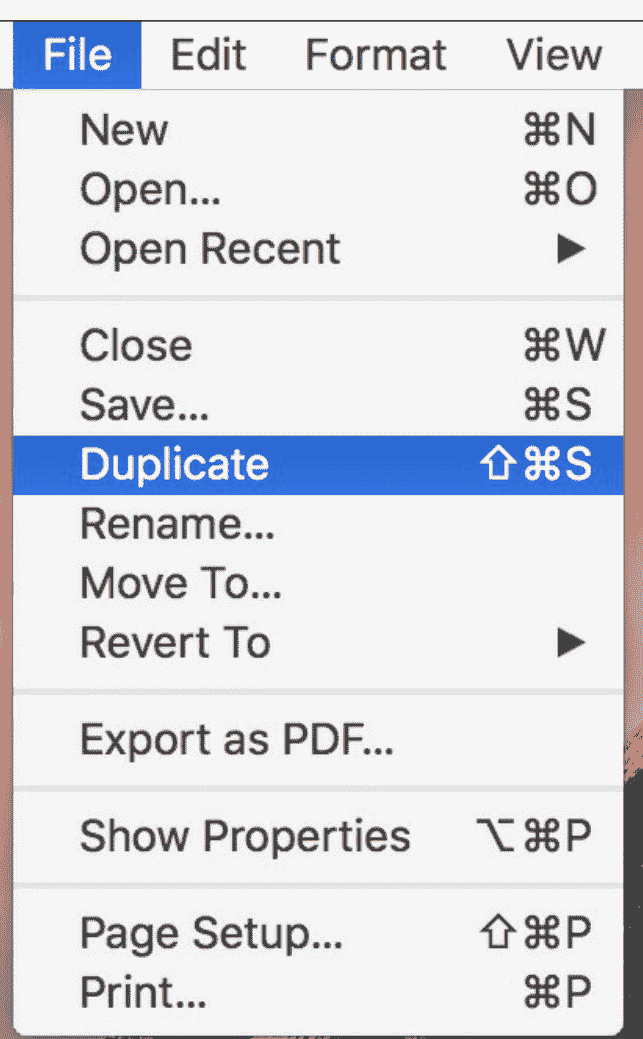 File Edit Format View
New ⌘N
Open... ⌘O
Open Recent ▶
Close ⌘W
Save... ⌘S
Duplicate ⇧⌘S
Rename...
Move To...
Revert To ▶
Export as PDF...
Show Properties ⌥⌘P
Page Setup... ⇧⌘P
Print... ⌘P